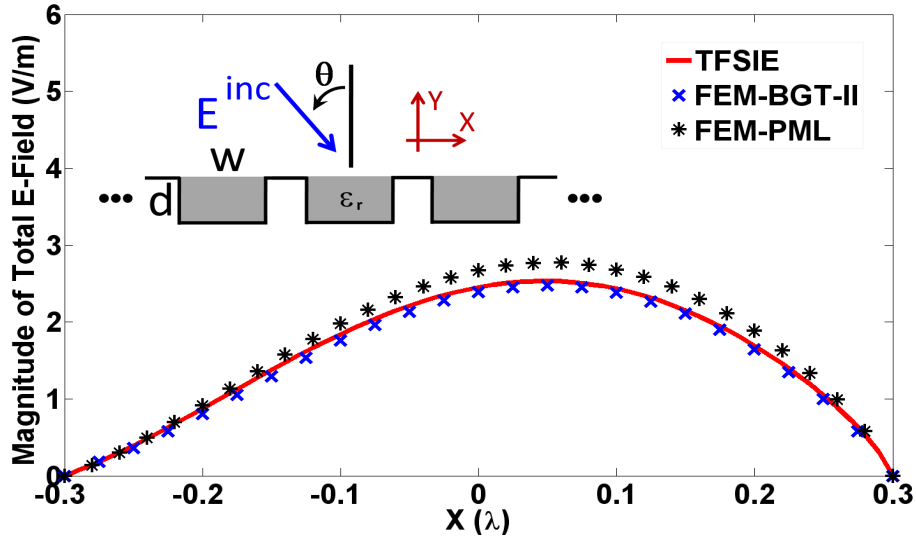 Magnitude of Total E-Field (V/m)
6
5
4
3
2
1
0
-0.3
-0.2
-0.1
0
0.1
0.2
0.3
X (λ)
TFSIE
FEM-BGT-II
FEM-PML
θ
E inc
Y
X
W
d
εr